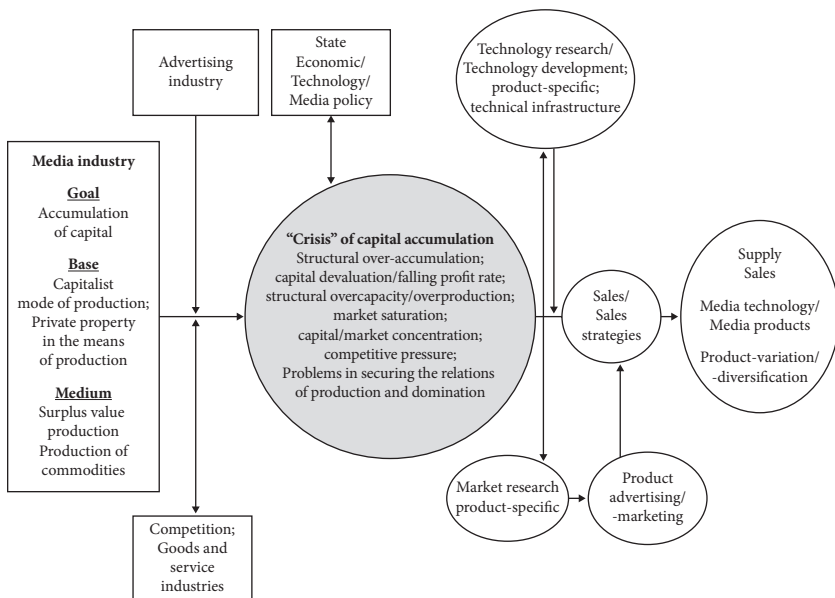 Advertising
industry
State
Economic/
Technology/
Media policy
Technology research/
Technology development;
product-specific;
technical infrastructure
Media industry
Goal
Accumulation
of capital
Base
Capitalist
mode of production;
Private property
in the means
of production
Medium
Surplus value
production
Production of
commodities
“Crisis” of capital accumulation
Structural over-accumulation;
capital devaluation/falling profit rate;
structural overcapacity/overproduction;
market saturation;
capital/market concentration;
competitive pressure;
Problems in securing the relations
of production and domination
Sales/
Sales
strategies
Supply
Sales
Media technology/
Media products
Product-variation/
-diversification
Market research
product-specific
Product
advertising/
-marketing
Competition;
Goods and
service
industries